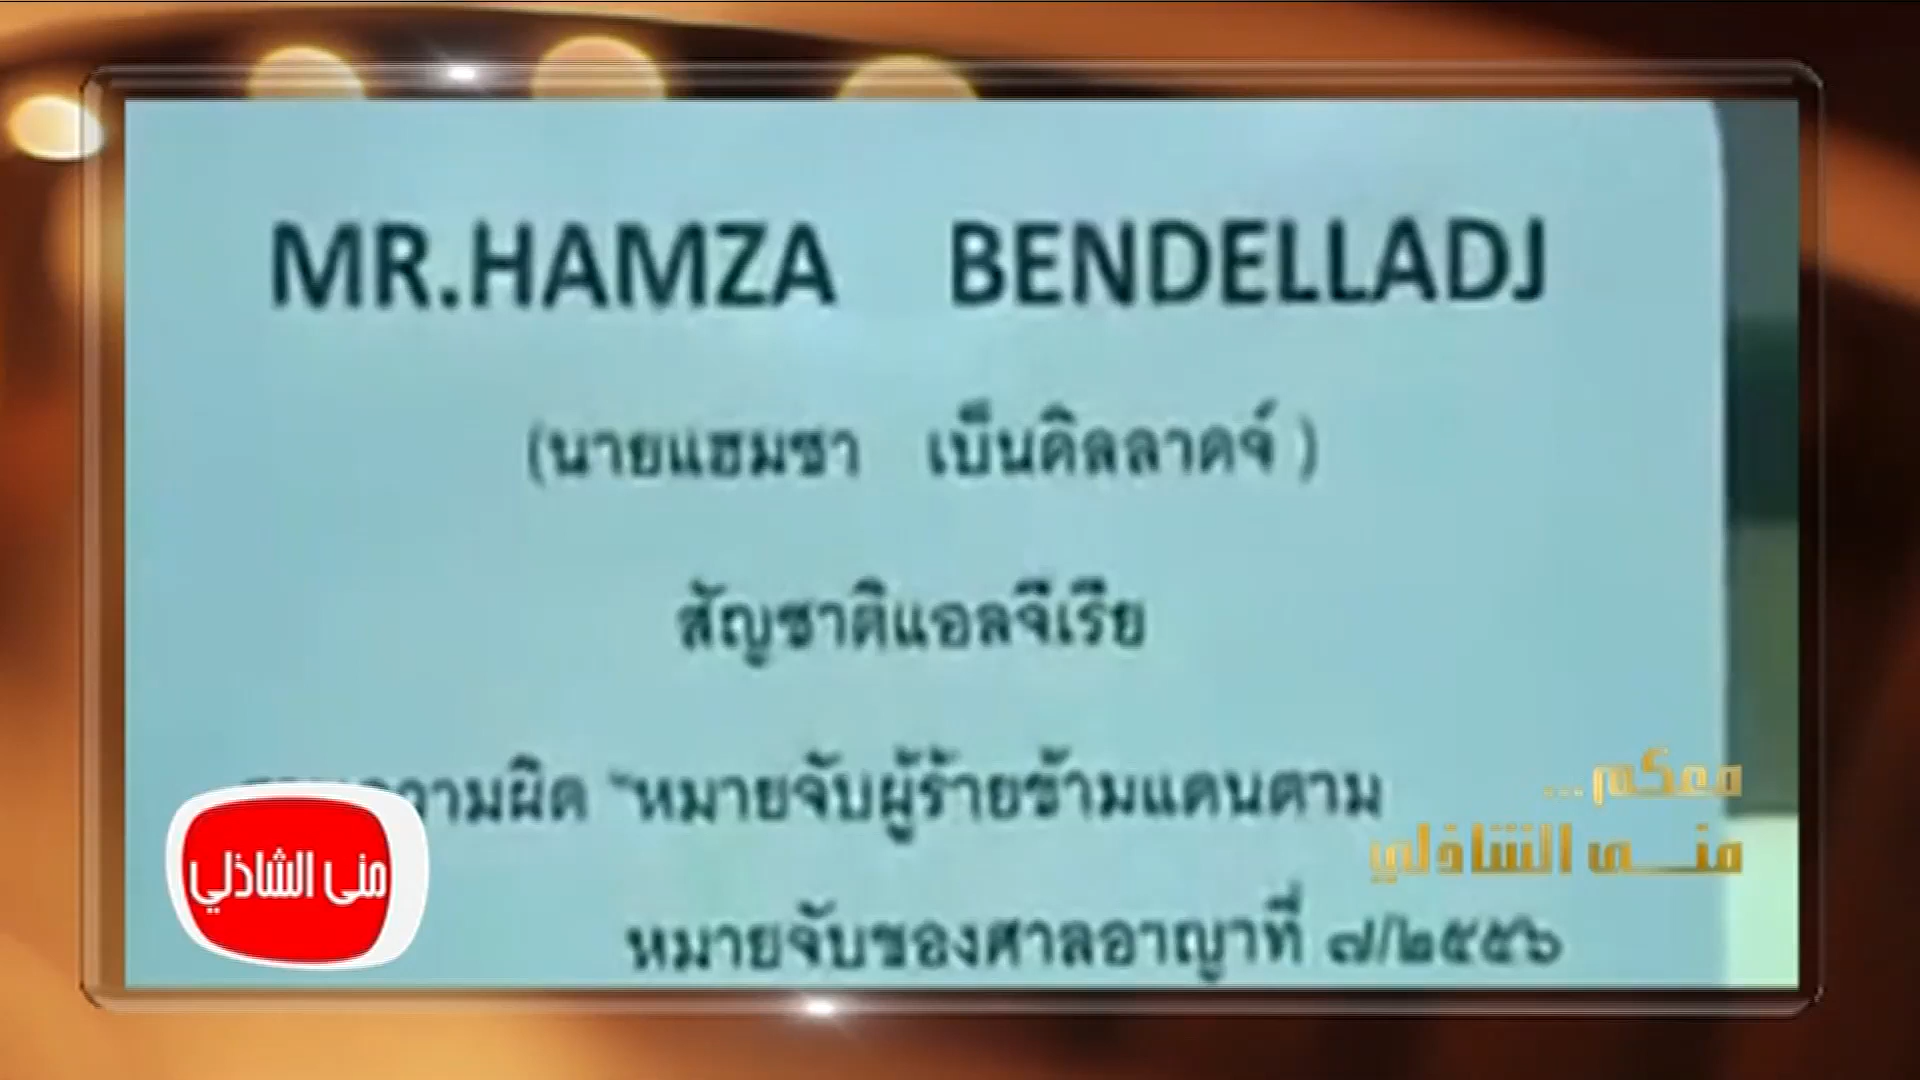 MR.HAMZA BENDELLADJ
(นายแฮมซา เบ็นดิลลาดจ์ )
สัญชาติแอลจีเรีย
ความผิด "หมายจับผู้ร้ายข้ามแดนตาม
หมายจับของศาลอาญาที่ ๗/๒๕๕๖
معكم...
منى الشاذلي
منى الشاذلي